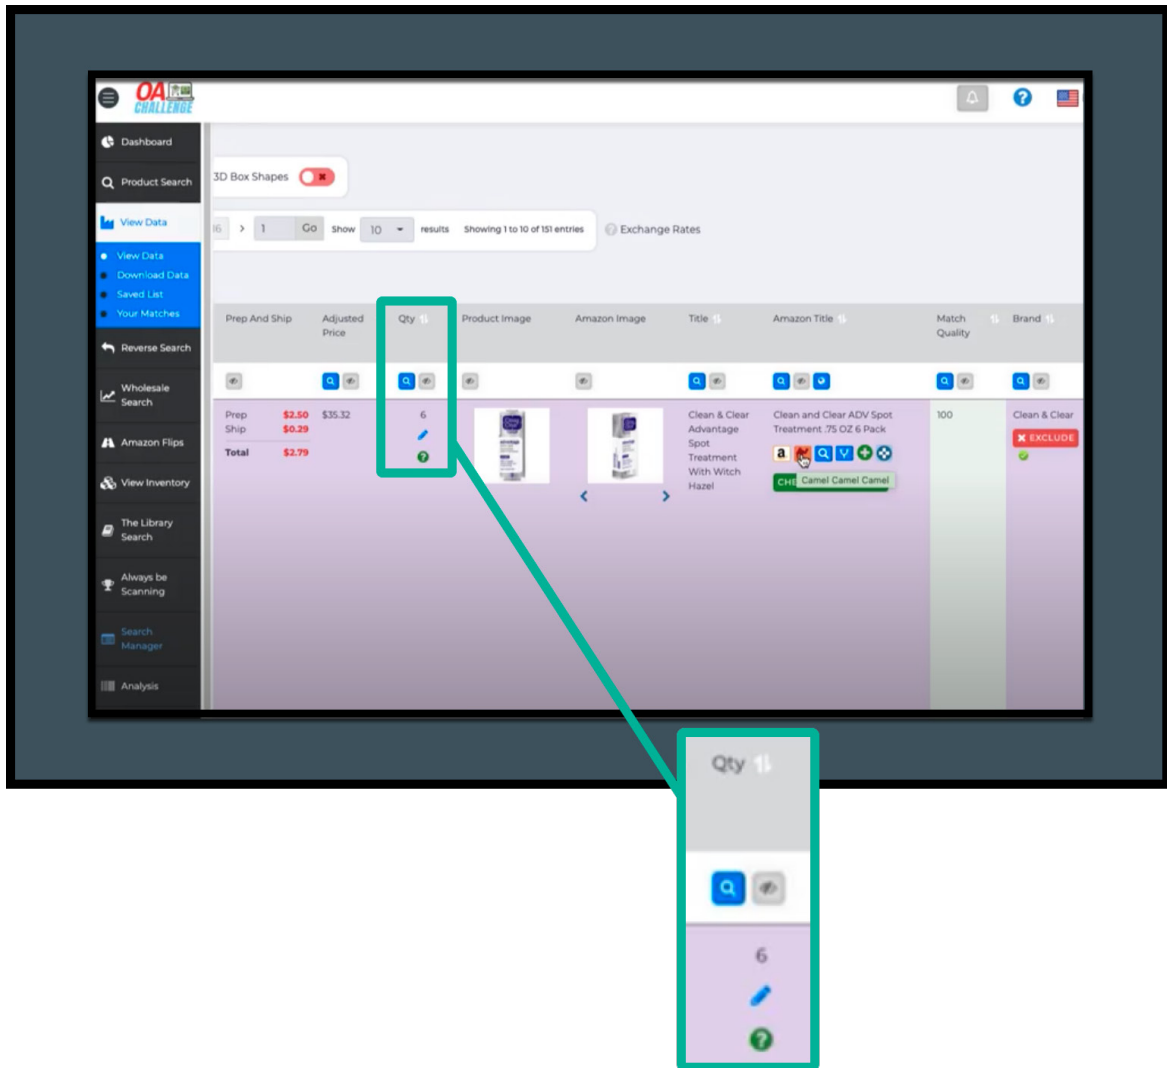 OA
CHALLENGE
Dashboard
Product Search
View Data
View Data
Download Data
Saved List
Your Matches
Reverse Search
Wholesale
Search
Amazon Flips
View Inventory
The Library
Search
Always be
Scanning
Search
Manager
Analysis
3D Box Shapes
16 > 1 Go Show 10 results Showing 1 to 10 of 151 entries Exchange Rates
Prep And Ship
Adjusted
Price
Qty
Product Image
Amazon Image
Title
Amazon Title
Match
Quality
Brand
Prep $2.50
Ship $0.29
Total $2.79
$35.32
6
Clean & Clear
Advantage
Spot
Treatment
With Witch
Hazel
Clean and Clear ADV Spot
Treatment .75 OZ 6 Pack
a
Camel Camel Camel
100
Clean & Clear
EXCLUDE
Qty
6